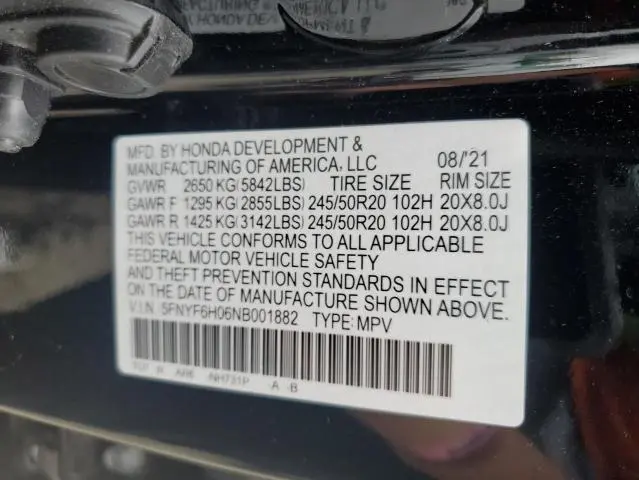 MFD. BY HONDA DEVELOPMENT &
MANUFACTURING OF AMERICA, LLC 08/'21
GVWR 2650 KG(5842LBS) TIRE SIZE RIM SIZE
GAWR F 1295 KG(2855LBS) 245/50R20 102H 20X8.0J
GAWR R 1425 KG(3142LBS) 245/50R20 102H 20X8.0J
THIS VEHICLE CONFORMS TO ALL APPLICABLE
FEDERAL MOTOR VEHICLE SAFETY
AND THEFT PREVENTION STANDARDS IN EFFECT
ON THE DATE OF MANUFACTURE SHOWN ABOVE.
V.I.N. 5FNYF6H06NB001882 TYPE: MPV
W NH731P -A -B